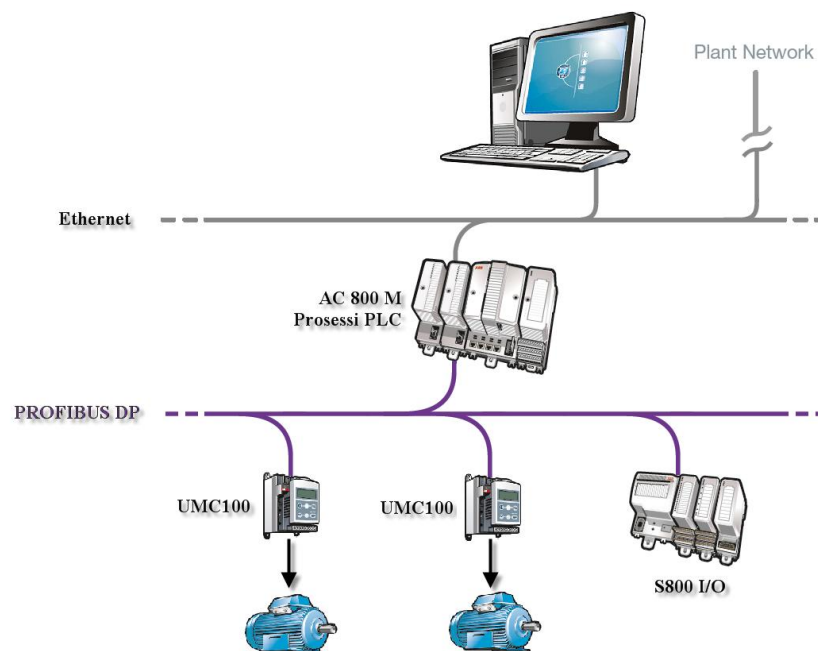 Plant Network
Ethernet
AC 800 M
Prosessi PLC
PROFIBUS DP
UMC100
UMC100
S800 I/O